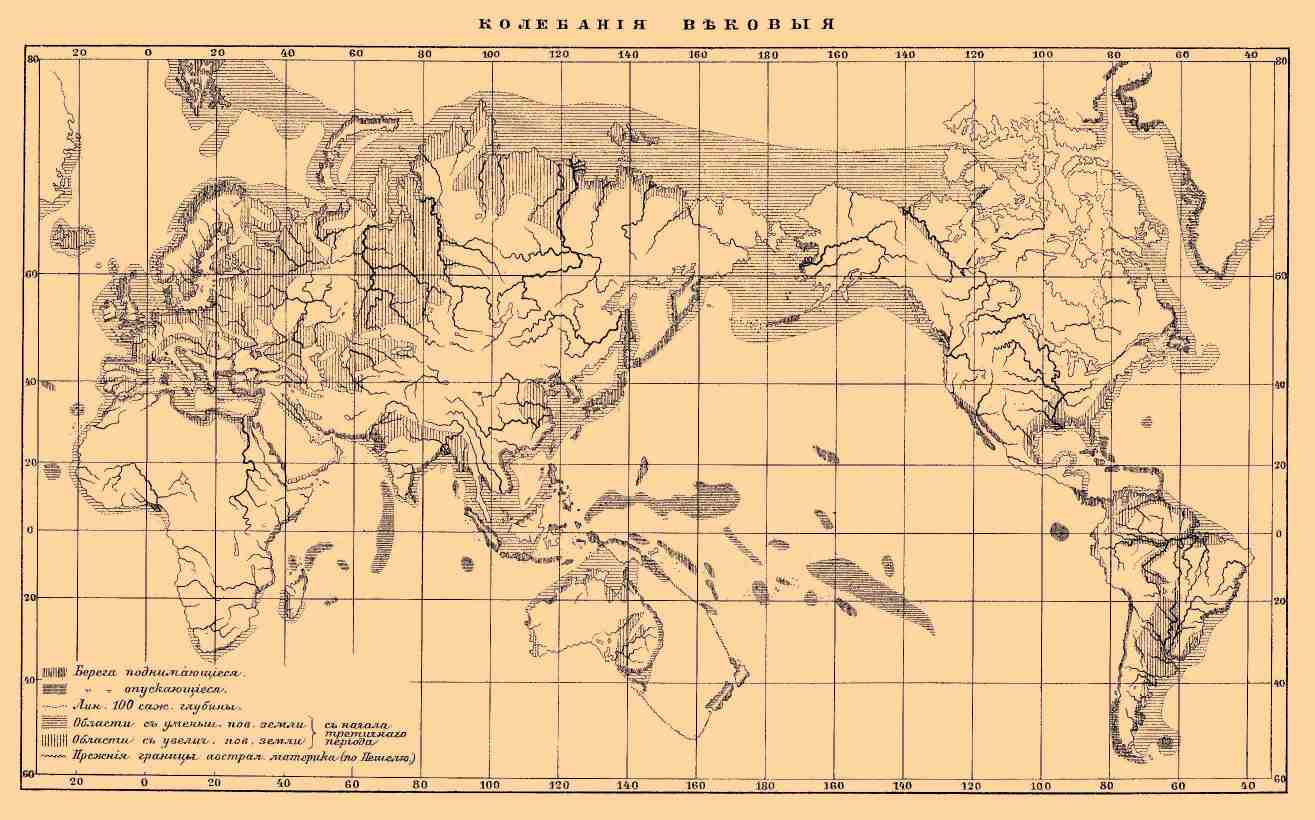 КОЛЕБАНІЯ ВѢКОВЫЯ
20 0 20 40 60 80 100 120 140 160 180 160 140 120 100 80 60 40
80 80
60 60
40 40
20 20
0 0
20 20
40 40
60 60
Берега поднимающіеся.
„ „ опускающіеся.
Лин. 100 саж. глубины.
Области съ уменьш. пов. земли
Области съ увелич. пов. земли
съ начала
третичнаго
періода
Прежнія границы австрал. материка (по Пешелю)
20 0 20 40 60 80 100 120 140 160 180 160 140 120 100 80 60 40